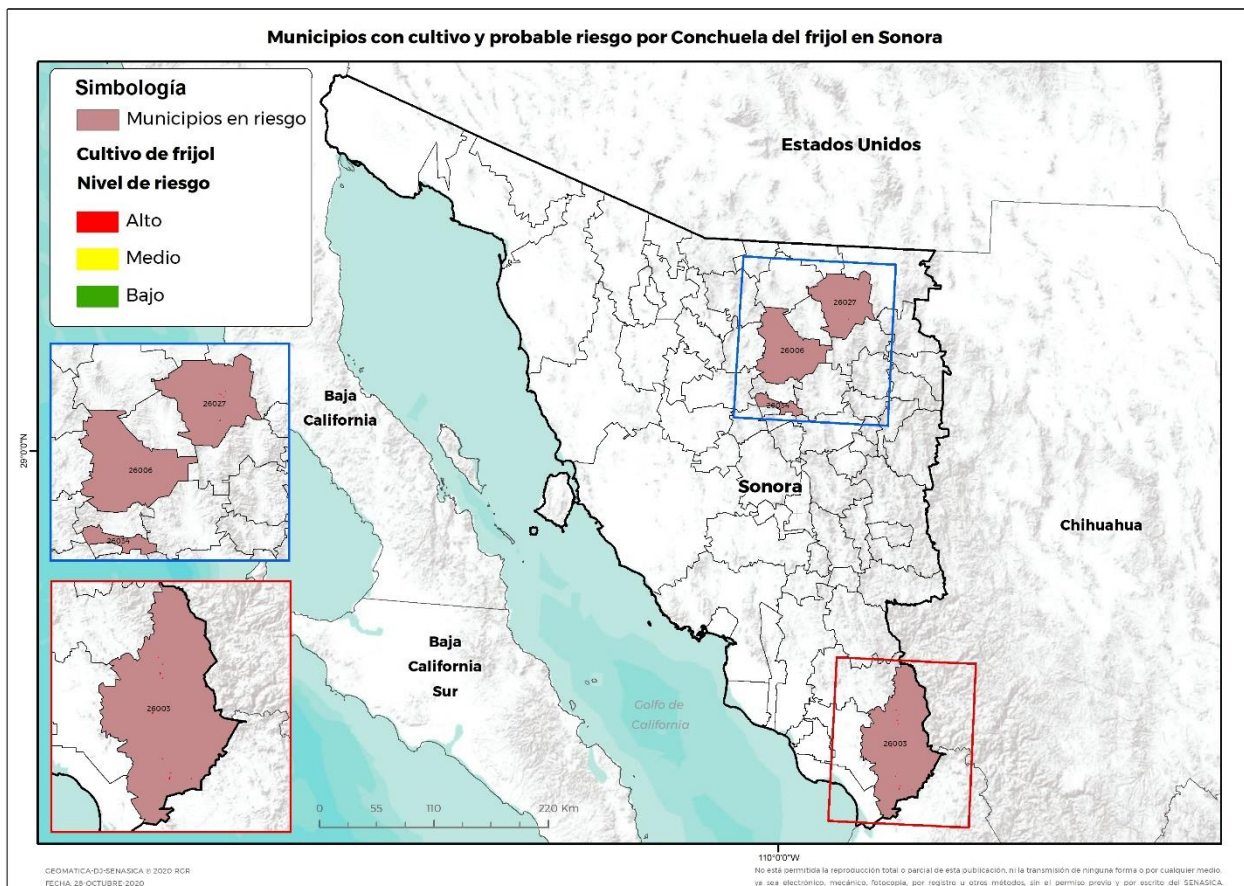 Municipios con cultivo y probable riesgo por Conchuela del frijol en Sonora
Simbología
Municipios en riesgo
Cultivo de frijol
Nivel de riesgo
Alto
Medio
Bajo
Estados Unidos
26027
26006
26034
Baja
California
Sonora
Chihuahua
29°0'0"N
26027
26006
26034
Baja
California
Sur
Golfo de
California
26003
26003
0 55 110 220 Km
110°0'0"W
GEOMATICA-DJ-SENASICA © 2020 RCR
FECHA, 28-OCTUBRE-2020
No está permitida la reproducción total o parcial de esta publicación, ni la transmisión de ninguna forma o por cualquier medio,
ya sea electrónico, mecánico, fotocopia, por registro u otros métodos, sin el permiso previo y por escrito del SENASICA.